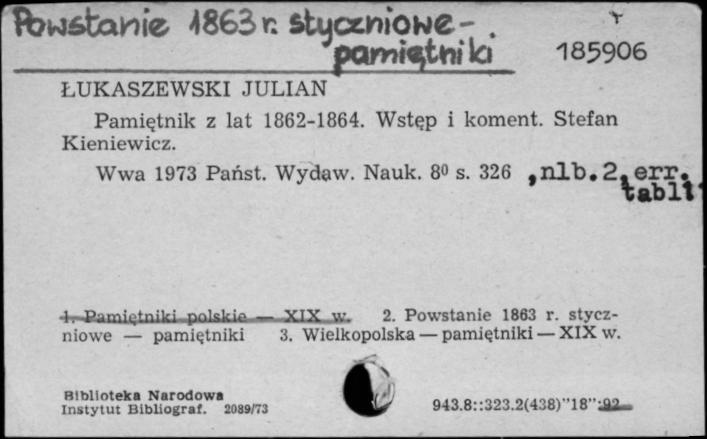 Powstanie 1863 r. styczniowe -
pamiętniki
185906
ŁUKASZEWSKI JULIAN
Pamiętnik z lat 1862-1864. Wstęp i koment. Stefan
Kieniewicz.
Wwa 1973 Państ. Wydaw. Nauk. 8⁰ s. 326 ,nlb.2,err.
tabl1
1. Pamiętniki polskie — XIX w. 2. Powstanie 1863 r. stycz-
niowe — pamiętniki 3. Wielkopolska — pamiętniki — XIX w.
Biblioteka Narodowa
Instytut Bibliograf. 2089/73
943.8::323.2(438)"18":92